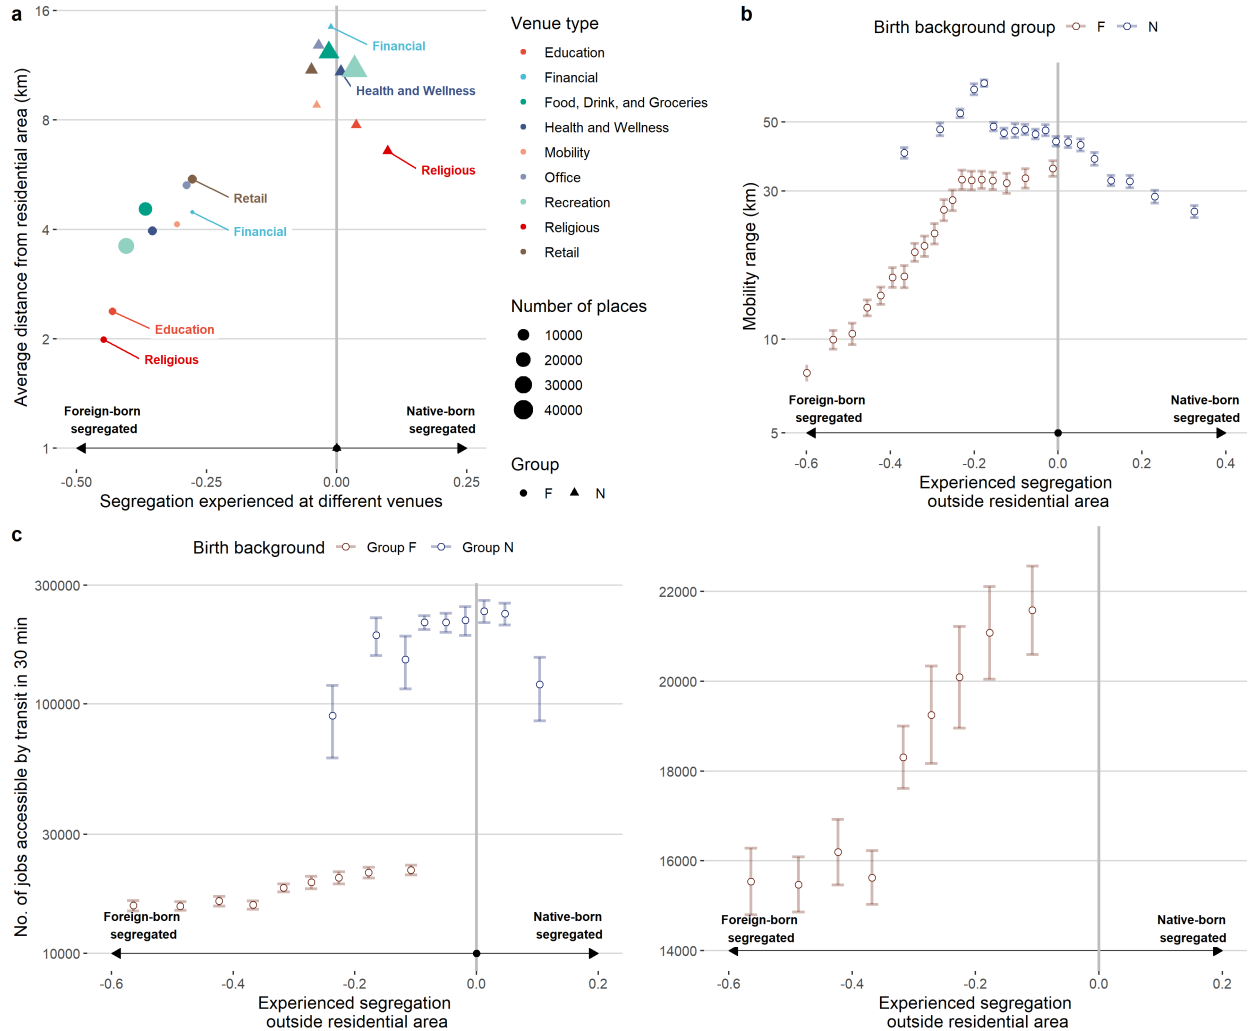 a
Average distance from residential area (km)
16
8
4
2
1
Financial
Health and Wellness
Religious
Retail
Financial
Education
Religious
Foreign-born
segregated
Native-born
segregated
-0.50
-0.25
0.00
0.25
Segregation experienced at different venues
Venue type
Education
Financial
Food, Drink, and Groceries
Health and Wellness
Mobility
Office
Recreation
Religious
Retail
Number of places
10000
20000
30000
40000
Group
F
N
b
Birth background group
F
N
Mobility range (km)
50
30
10
5
Foreign-born
segregated
Native-born
segregated
-0.6
-0.4
-0.2
0.0
0.2
0.4
Experienced segregation
outside residential area
c
Birth background
Group F
Group N
No. of jobs accessible by transit in 30 min
300000
100000
30000
10000
Foreign-born
segregated
Native-born
segregated
-0.6
-0.4
-0.2
0.0
0.2
Experienced segregation
outside residential area
22000
20000
18000
16000
14000
Foreign-born
segregated
Native-born
segregated
-0.6
-0.4
-0.2
0.0
0.2
Experienced segregation
outside residential area